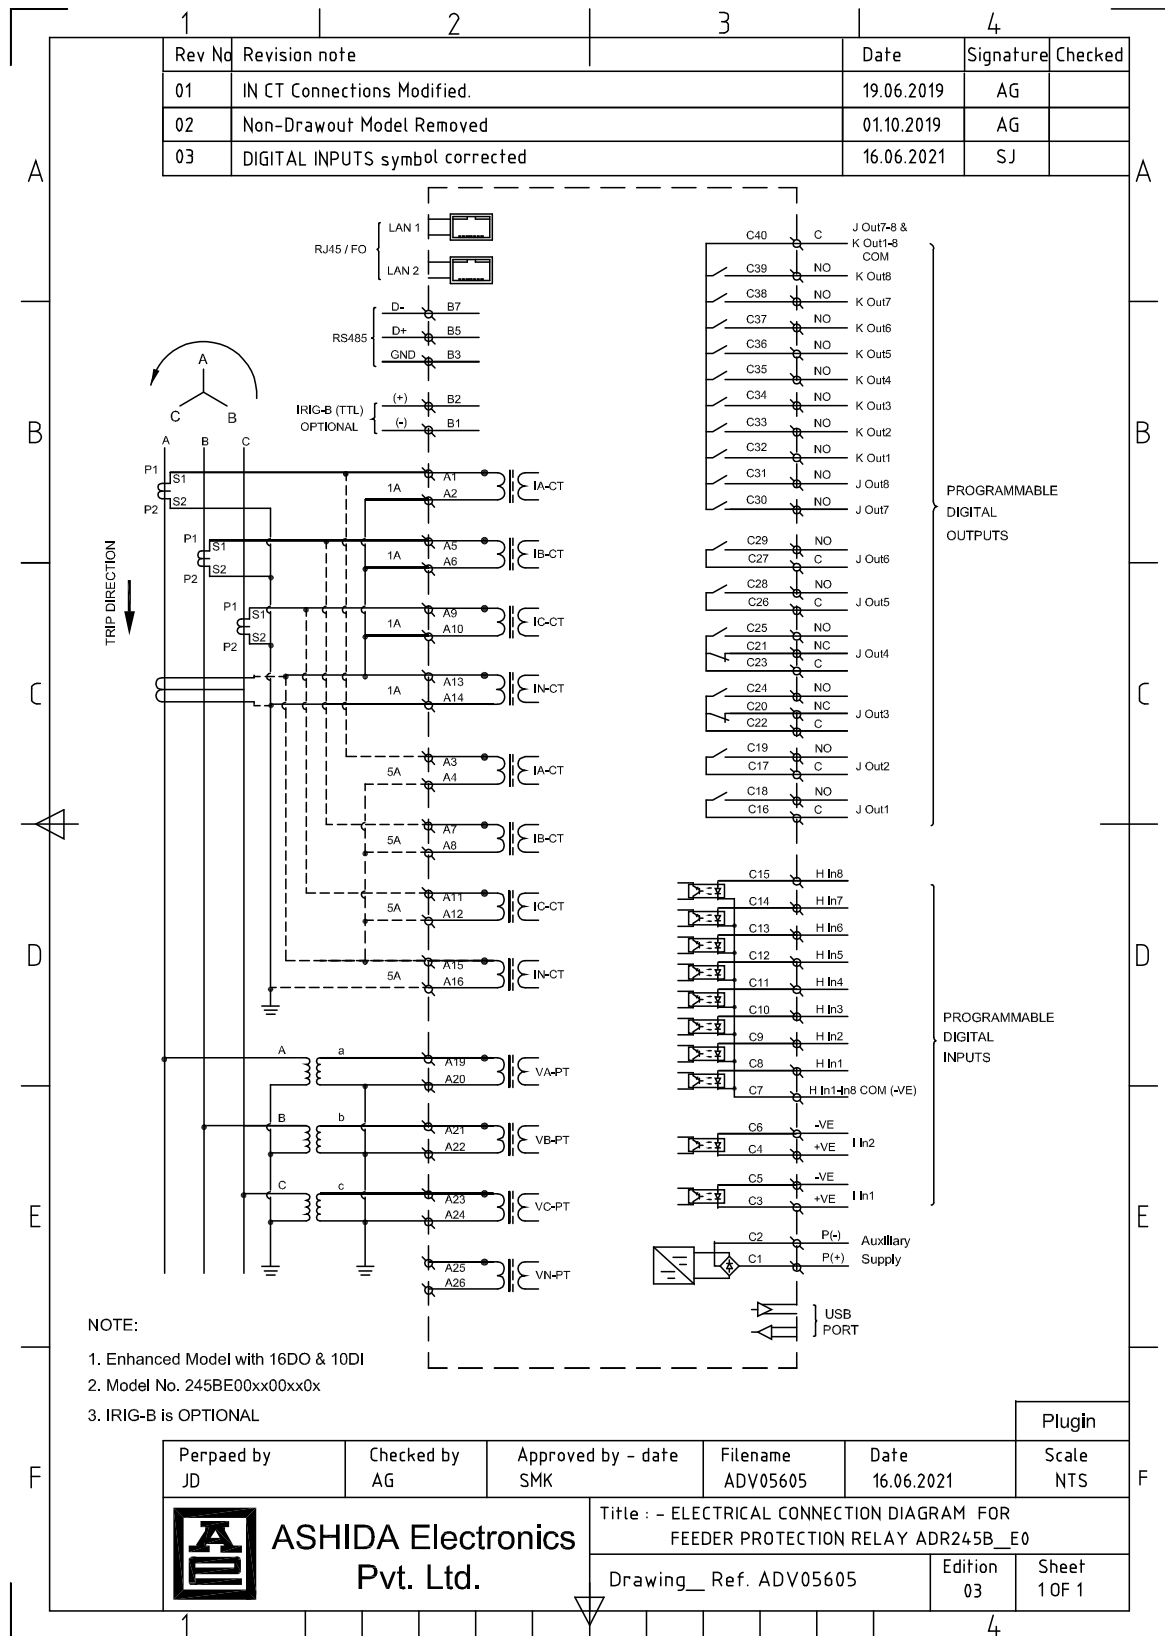 1 2 3 4
Rev No Revision note Date Signature Checked
01 IN CT Connections Modified. 19.06.2019 AG
02 Non-Drawout Model Removed 01.10.2019 AG
03 DIGITAL INPUTS symbol corrected 16.06.2021 SJ
A A
B B
C C
D D
E E
F F
RJ45 / FO
LAN 1
LAN 2
RS485
D- B7
D+ B5
GND B3
IRIG-B (TTL)
OPTIONAL
(+) B2
(-) B1
A
C B
A B C
TRIP DIRECTION
P1 S1
P2 S2
P1 S1
P2 S2
P1 S1
P2 S2
1A A1 A2 IA-CT
1A A5 A6 IB-CT
1A A9 A10 IC-CT
1A A13 A14 IN-CT
5A A3 A4 IA-CT
5A A7 A8 IB-CT
5A A11 A12 IC-CT
5A A15 A16 IN-CT
A a A19 A20 VA-PT
B b A21 A22 VB-PT
C c A23 A24 VC-PT
A25 A26 VN-PT
C40 C J Out7-8 &
K Out1-8
COM
C39 NO K Out8
C38 NO K Out7
C37 NO K Out6
C36 NO K Out5
C35 NO K Out4
C34 NO K Out3
C33 NO K Out2
C32 NO K Out1
C31 NO J Out8
C30 NO J Out7
C29 NO
C27 C J Out6
C28 NO
C26 C J Out5
C25 NO
C21 NC J Out4
C23 C
C24 NO
C20 NC J Out3
C22 C
C19 NO
C17 C J Out2
C18 NO
C16 C J Out1
PROGRAMMABLE
DIGITAL
OUTPUTS
C15 H In8
C14 H In7
C13 H In6
C12 H In5
C11 H In4
C10 H In3
C9 H In2
C8 H In1
C7 H In1-In8 COM (-VE)
C6 -VE
C4 +VE I In2
C5 -VE
C3 +VE I In1
PROGRAMMABLE
DIGITAL
INPUTS
C2 P(-) Auxiliary
C1 P(+) Supply
USB
PORT
NOTE:
1. Enhanced Model with 16DO & 10DI
2. Model No. 245BE00xx00xx0x
3. IRIG-B is OPTIONAL
Plugin
Perpaed by Checked by Approved by - date Filename Date Scale
JD AG SMK ADV05605 16.06.2021 NTS
ASHIDA Electronics
Pvt. Ltd.
Title : - ELECTRICAL CONNECTION DIAGRAM FOR
FEEDER PROTECTION RELAY ADR245B__E0
Drawing__ Ref. ADV05605
Edition
03
Sheet
1 OF 1
1 4